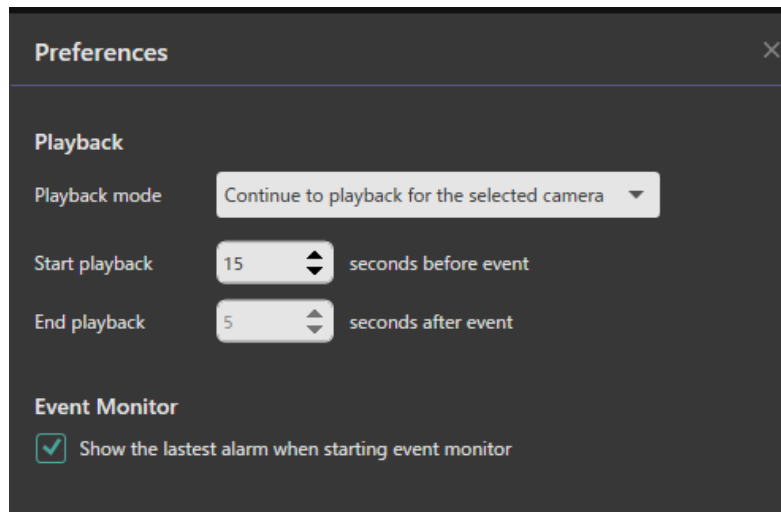 Preferences
Playback
Playback mode Continue to playback for the selected camera
Start playback 15 seconds before event
End playback 5 seconds after event
Event Monitor
Show the lastest alarm when starting event monitor